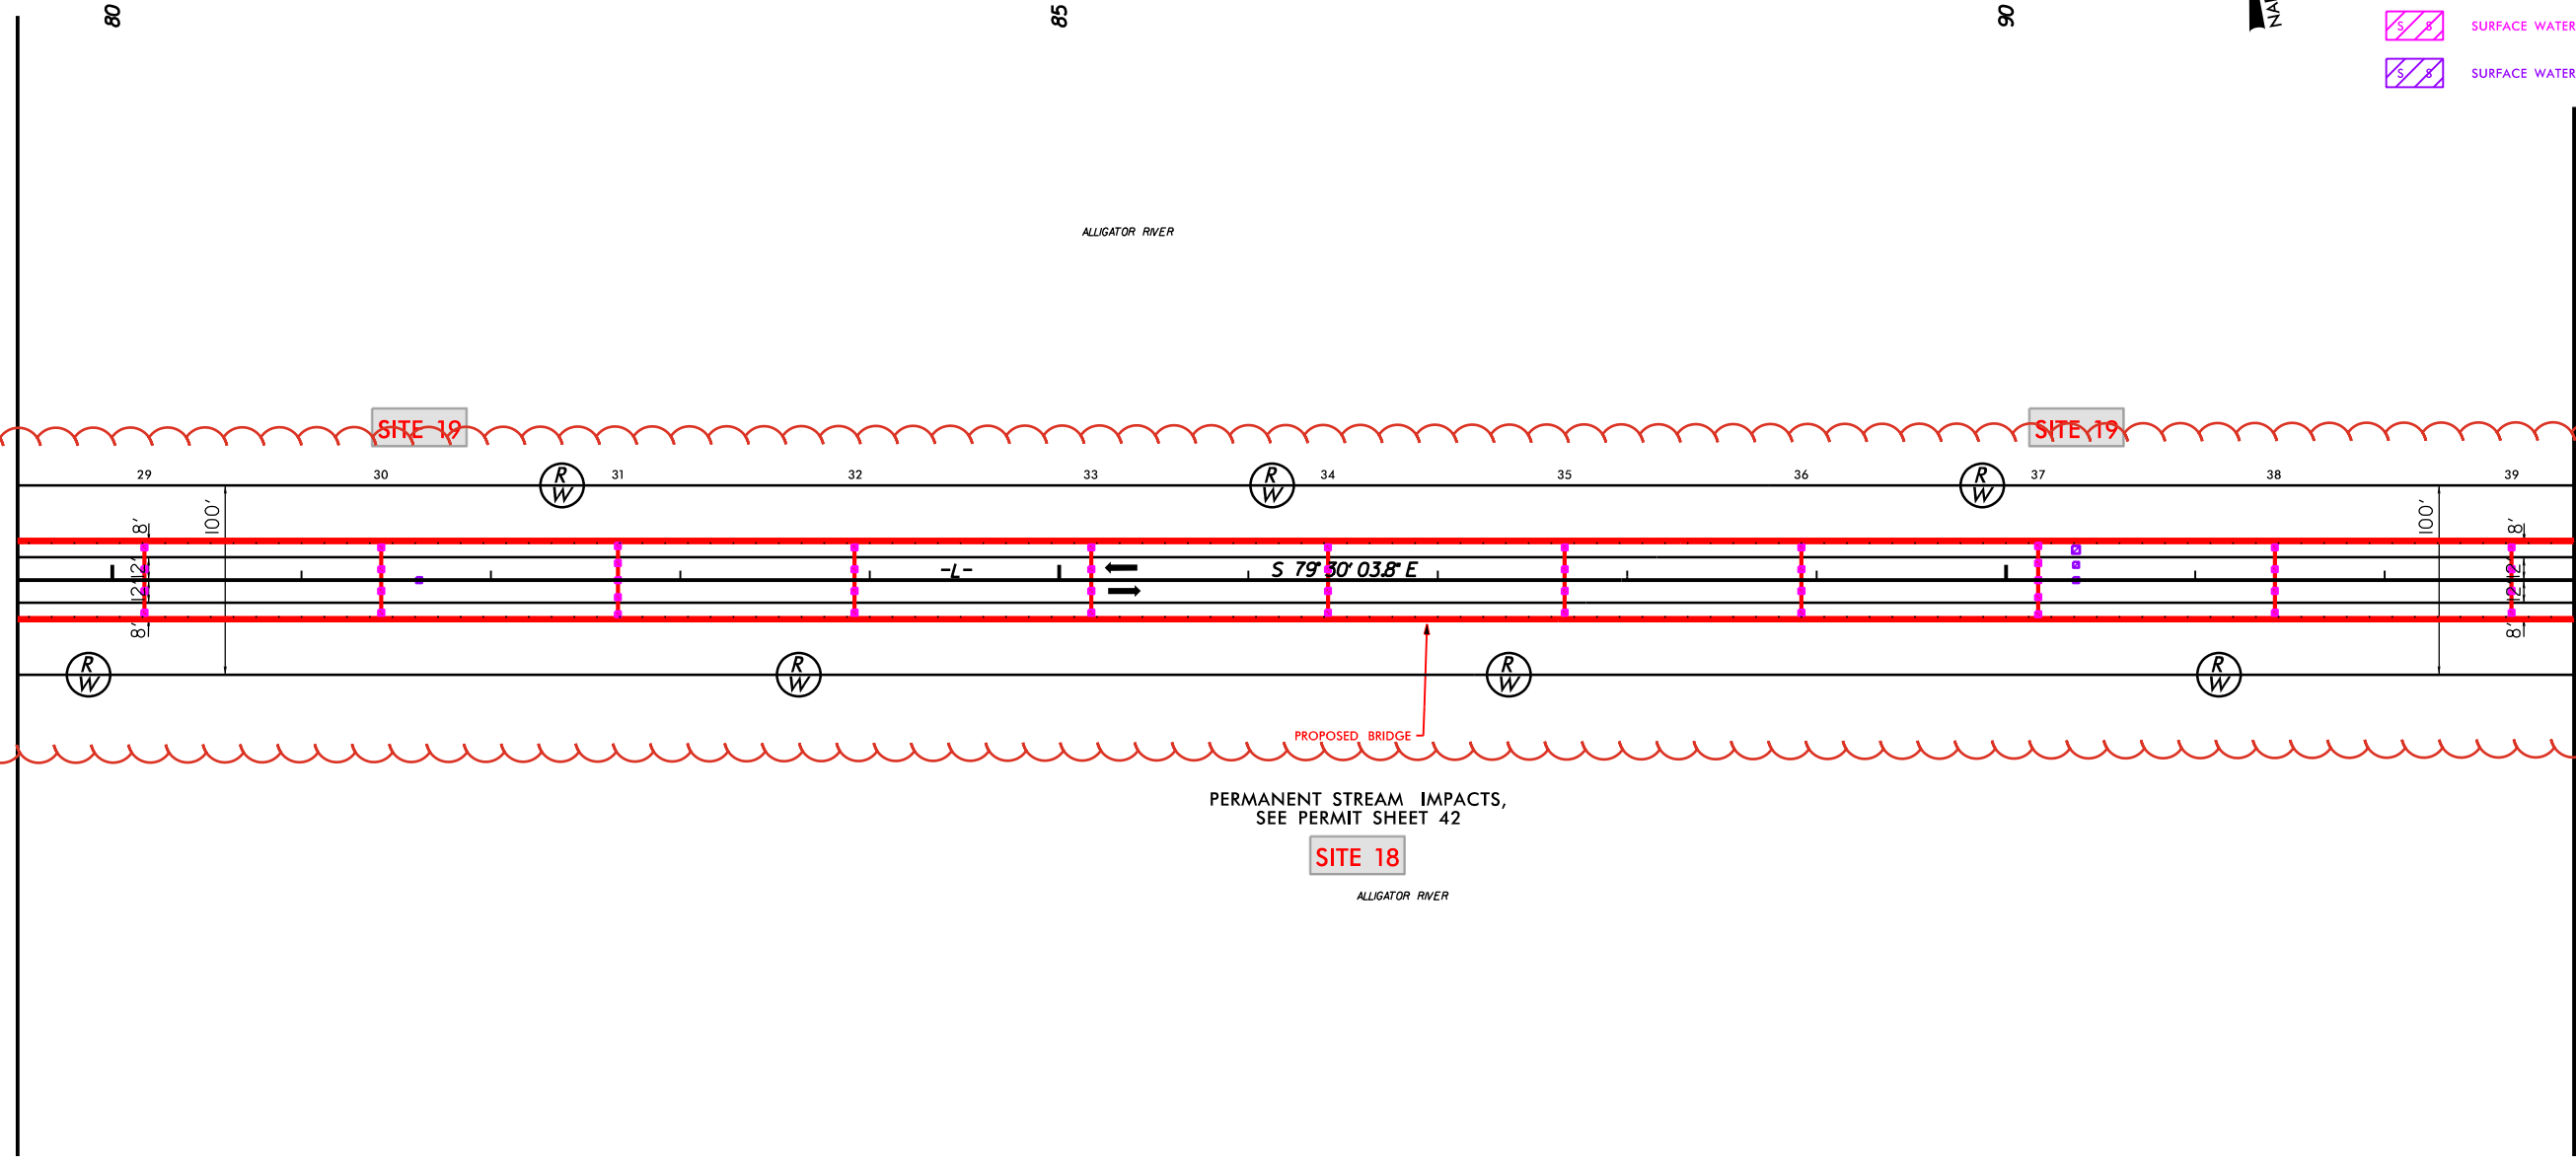 80
85
90
NA
S S SURFACE WATER
S S SURFACE WATER
ALLIGATOR RIVER
SITE 19
SITE 19
29
30
31
32
33
34
35
36
37
38
39
R W
R W
R W
100'
100'
8'
12'
12'
8'
8'
12'
12'
8'
-L-
S 79° 30' 03.8" E
R W
R W
R W
R W
PROPOSED BRIDGE
PERMANENT STREAM IMPACTS,
SEE PERMIT SHEET 42
SITE 18
ALLIGATOR RIVER